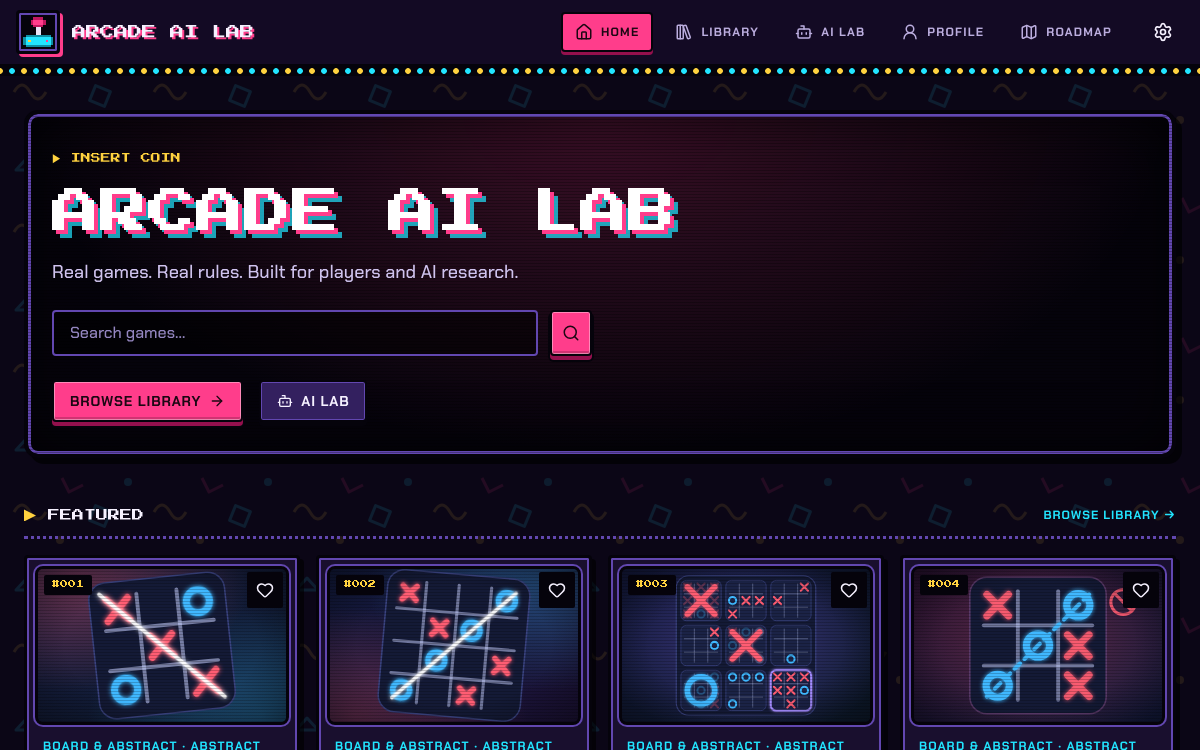 ARCADE AI LAB
HOME
LIBRARY
AI LAB
PROFILE
ROADMAP
INSERT COIN
ARCADE AI LAB
Real games. Real rules. Built for players and AI research.
Search games...
BROWSE LIBRARY →
AI LAB
FEATURED
BROWSE LIBRARY →
#001
#002
#003
#004
BOARD & ABSTRACT · ABSTRACT
BOARD & ABSTRACT · ABSTRACT
BOARD & ABSTRACT · ABSTRACT
BOARD & ABSTRACT · ABSTRACT